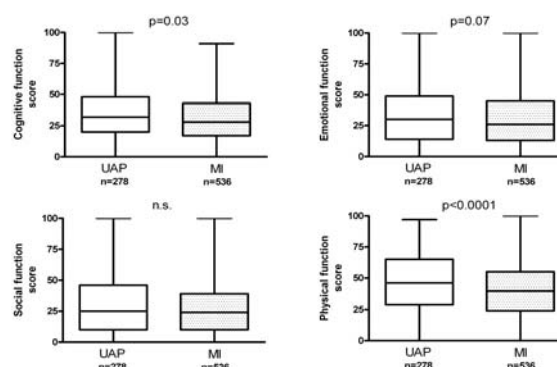 p=0.03
Cognitive function
score
100
75
50
25
0
UAP
n=278
MI
n=536
p=0.07
Emotional function
score
100
75
50
25
0
UAP
n=278
MI
n=536
n.s.
Social function
score
100
75
50
25
0
UAP
n=278
MI
n=536
p<0.0001
Physical function
score
100
75
50
25
0
UAP
n=278
MI
n=536